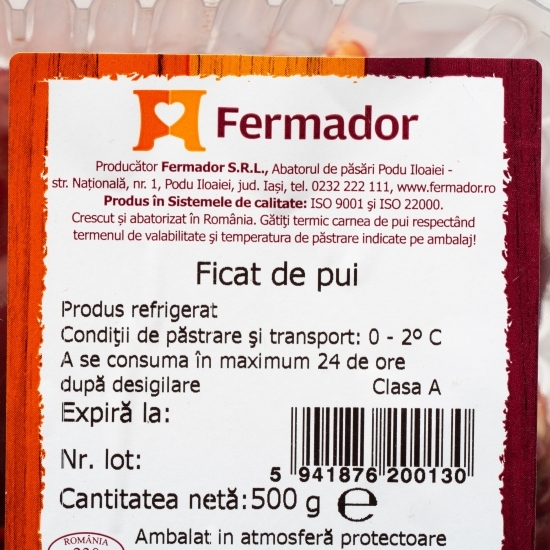 Fermador
Producător Fermador S.R.L., Abatorul de păsări Podu Iloaiei -
str. Națională, nr. 1, Podu Iloaiei, jud. Iași, tel. 0232 222 111, www.fermador.ro
Produs în Sistemele de calitate: ISO 9001 și ISO 22000.
Crescut și abatorizat în România. Gătiți termic carnea de pui respectând
termenul de valabilitate și temperatura de păstrare indicate pe ambalaj!
Ficat de pui
Produs refrigerat
Condiţii de păstrare şi transport: 0 - 2º C
A se consuma în maximum 24 de ore
după desigilare Clasa A
Expiră la:
Nr. lot:
5 941876 200130
Cantitatea netă: 500 g ℮
Ambalat in atmosferă protectoare
ROMÂNIA